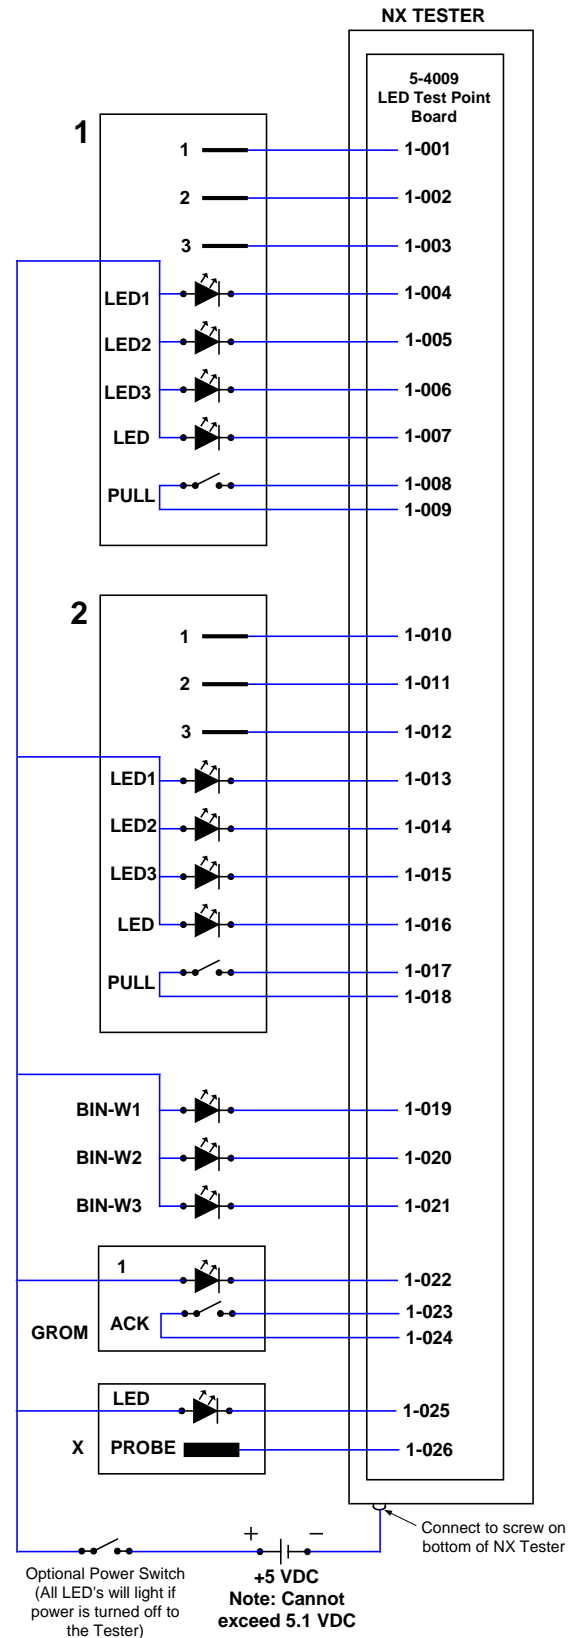 NX TESTER
5-4009
LED Test Point
Board
1
1 1-001
2 1-002
3 1-003
LED1 1-004
LED2 1-005
LED3 1-006
LED 1-007
PULL 1-008
1-009
2
1 1-010
2 1-011
3 1-012
LED1 1-013
LED2 1-014
LED3 1-015
LED 1-016
PULL 1-017
1-018
BIN-W1 1-019
BIN-W2 1-020
BIN-W3 1-021
GROM
1 1-022
ACK 1-023
1-024
X
LED 1-025
PROBE 1-026
Connect to screw on
bottom of NX Tester
+ –
Optional Power Switch
(All LED's will light if
power is turned off to
the Tester)
+5 VDC
Note: Cannot
exceed 5.1 VDC